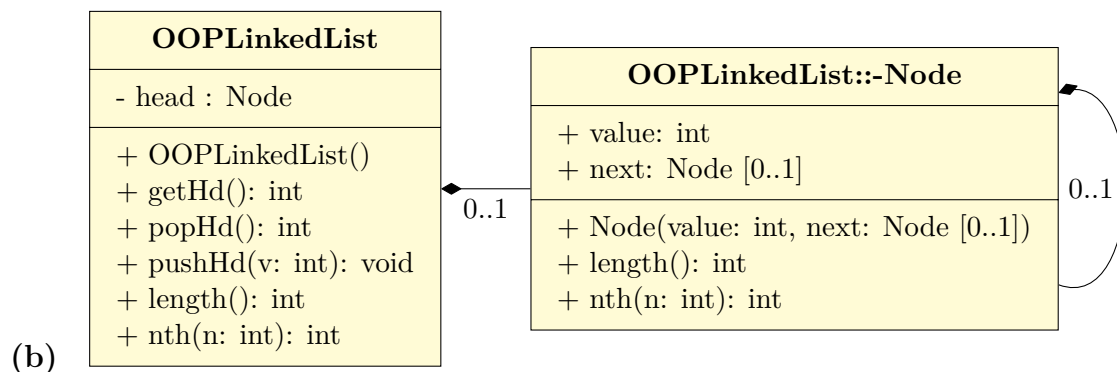 OOPLinkedList
- head : Node
+ OOPLinkedList()
+ getHd(): int
+ popHd(): int
+ pushHd(v: int): void
+ length(): int
+ nth(n: int): int
0..1
OOPLinkedList::-Node
+ value: int
+ next: Node [0..1]
+ Node(value: int, next: Node [0..1])
+ length(): int
+ nth(n: int): int
0..1
(b)